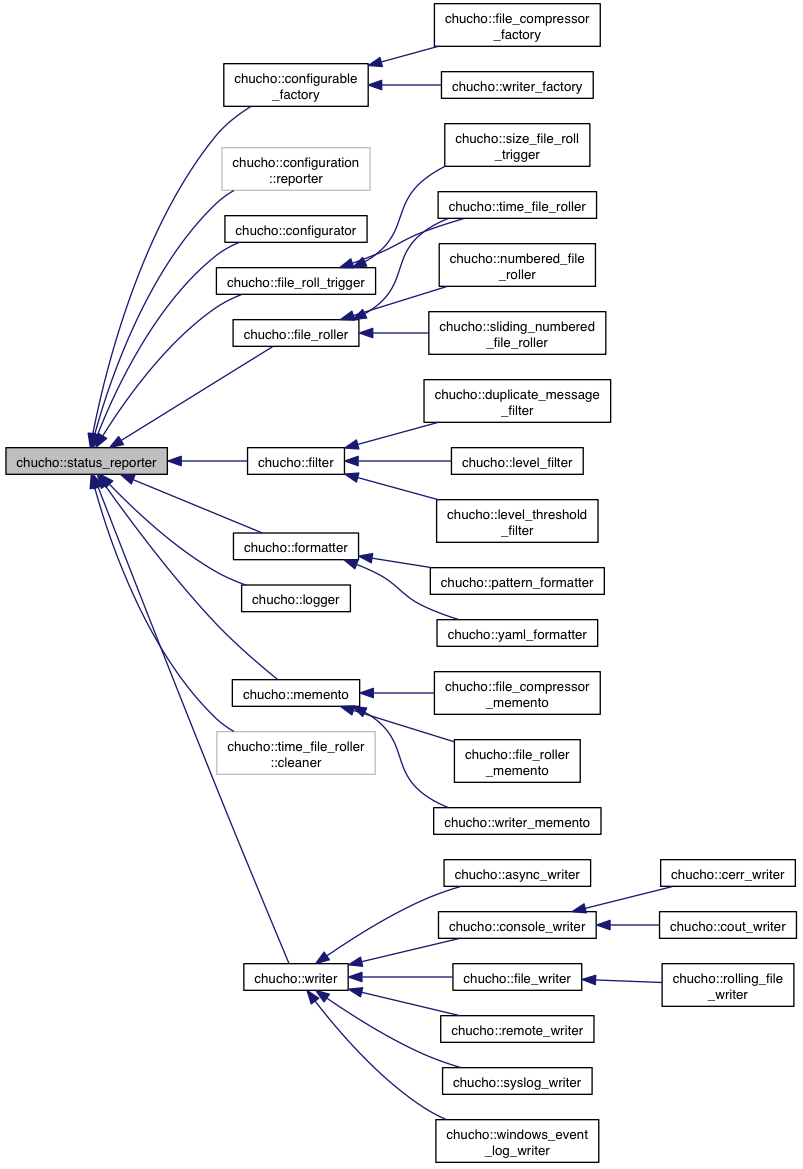 chucho::file_compressor
_factory
chucho::configurable
_factory
chucho::writer_factory
chucho::size_file_roll
_trigger
chucho::configuration
::reporter
chucho::time_file_roller
chucho::configurator
chucho::numbered_file
_roller
chucho::file_roll_trigger
chucho::file_roller
chucho::sliding_numbered
_file_roller
chucho::duplicate_message
_filter
chucho::status_reporter
chucho::filter
chucho::level_filter
chucho::level_threshold
_filter
chucho::formatter
chucho::pattern_formatter
chucho::logger
chucho::yaml_formatter
chucho::memento
chucho::file_compressor
_memento
chucho::time_file_roller
::cleaner
chucho::file_roller
_memento
chucho::writer_memento
chucho::async_writer
chucho::cerr_writer
chucho::console_writer
chucho::cout_writer
chucho::writer
chucho::file_writer
chucho::rolling_file
_writer
chucho::remote_writer
chucho::syslog_writer
chucho::windows_event
_log_writer